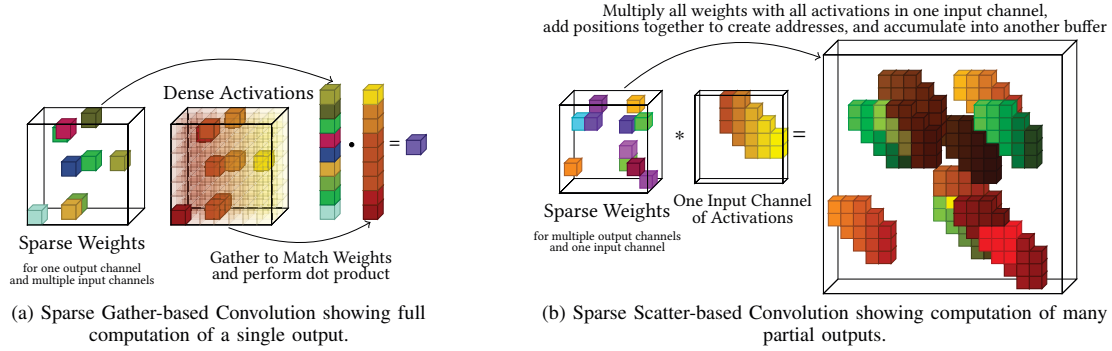 Dense Activations
• =
Sparse Weights
for one output channel
and multiple input channels
Gather to Match Weights
and perform dot product
(a) Sparse Gather-based Convolution showing full
computation of a single output.
Multiply all weights with all activations in one input channel,
add positions together to create addresses, and accumulate into another buffer
* =
Sparse Weights
for multiple output channels
and one input channel
One Input Channel
of Activations
(b) Sparse Scatter-based Convolution showing computation of many
partial outputs.